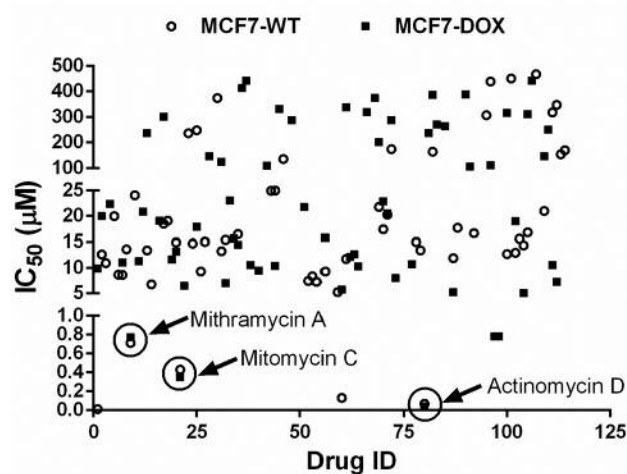 MCF7-WT MCF7-DOX
500
400
300
200
100
25
20
15
10
5
1.0
0.8
0.6
0.4
0.2
0.0
IC50 (μM)
Mithramycin A
Mitomycin C
Actinomycin D
0 25 50 75 100 125
Drug ID